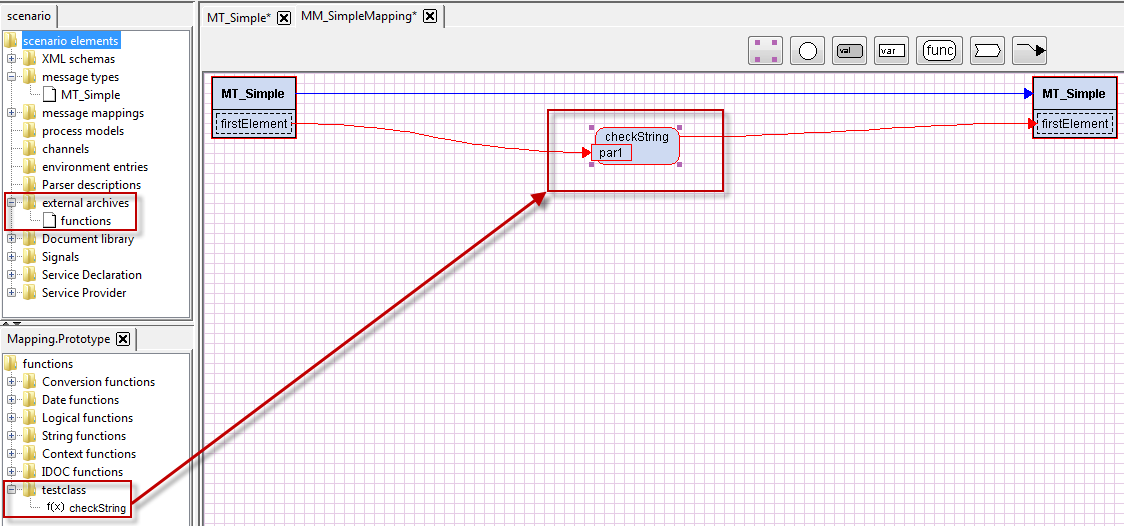 scenario
scenario elements
XML schemas
message types
MT_Simple
message mappings
process models
channels
environment entries
Parser descriptions
external archives
functions
Document library
Signals
Service Declaration
Service Provider
Mapping.Prototype
functions
Conversion functions
Date functions
Logical functions
String functions
Context functions
IDOC functions
testclass
f(x) checkString
MT_Simple* MM_SimpleMapping*
val var func
MT_Simple
firstElement
checkString
par1
MT_Simple
firstElement